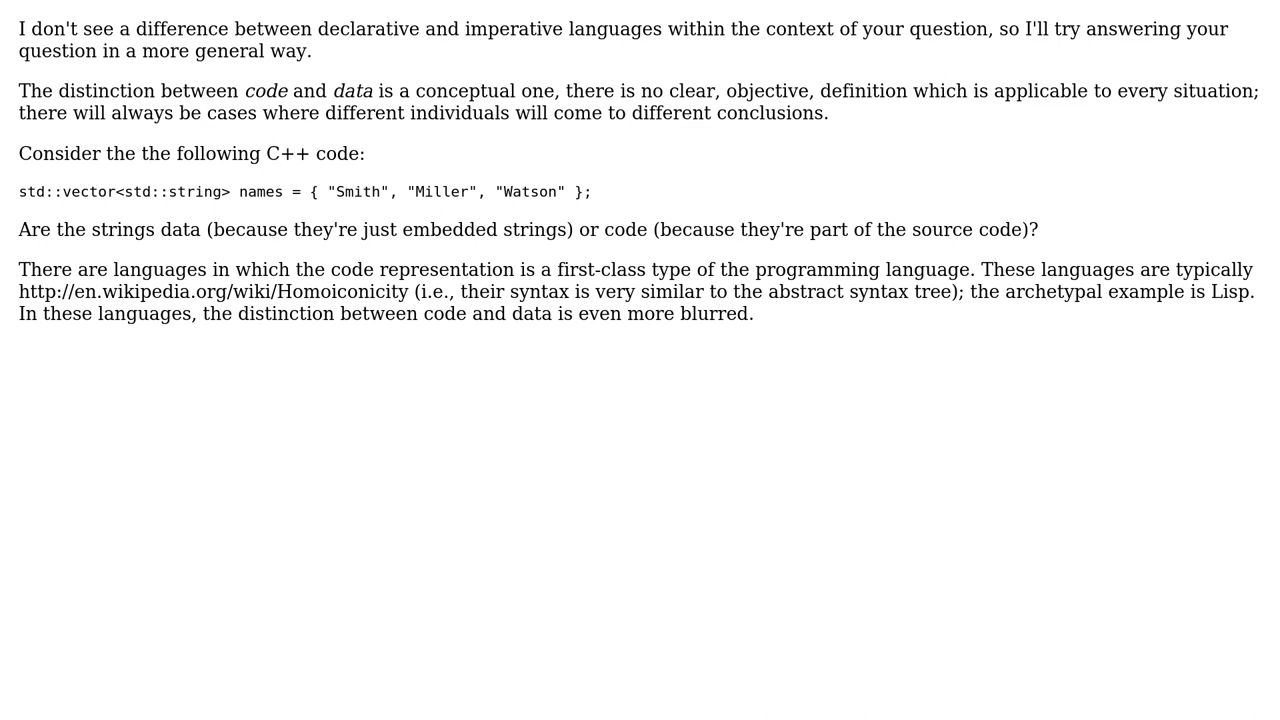 I don't see a difference between declarative and imperative languages within the context of your question, so I'll try answering your
question in a more general way.
The distinction between code and data is a conceptual one, there is no clear, objective, definition which is applicable to every situation;
there will always be cases where different individuals will come to different conclusions.
Consider the the following C++ code:
std::vector<std::string> names = { "Smith", "Miller", "Watson" };
Are the strings data (because they're just embedded strings) or code (because they're part of the source code)?
There are languages in which the code representation is a first-class type of the programming language. These languages are typically
http://en.wikipedia.org/wiki/Homoiconicity (i.e., their syntax is very similar to the abstract syntax tree); the archetypal example is Lisp.
In these languages, the distinction between code and data is even more blurred.